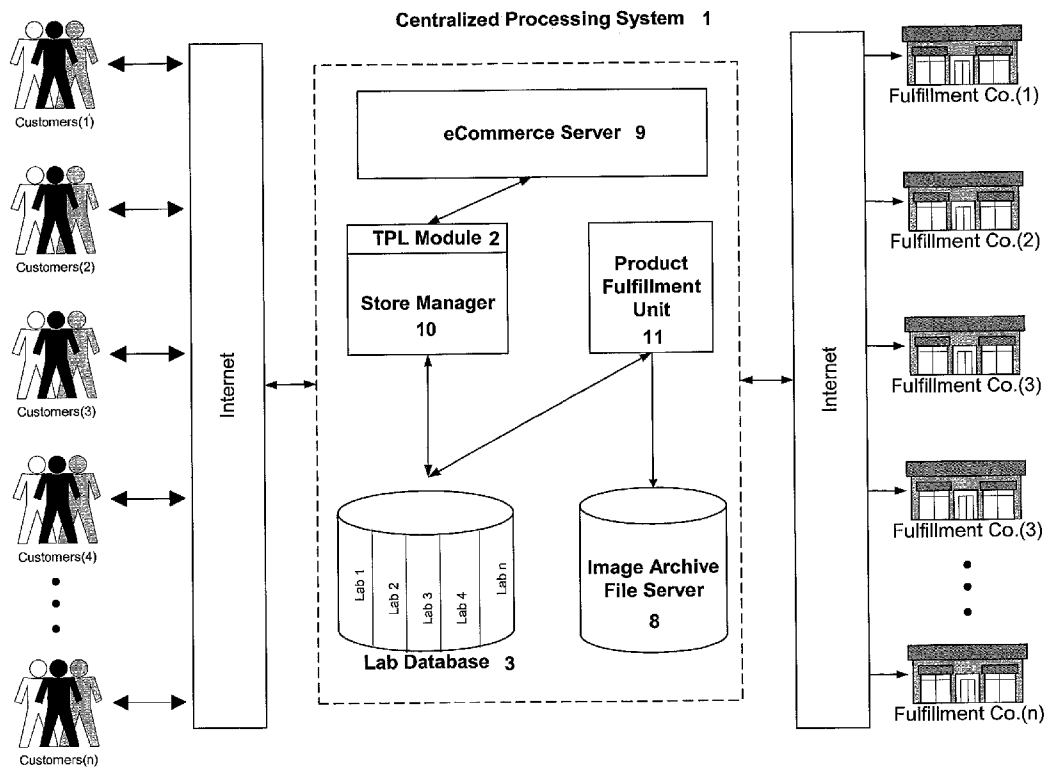 Centralized Processing System 1
Customers(1)
Customers(2)
Customers(3)
Customers(4)
Customers(n)
Internet
eCommerce Server 9
TPL Module 2
Store Manager
10
Product
Fulfillment
Unit
11
Lab 1
Lab 2
Lab 3
Lab 4
Lab n
Lab Database 3
Image Archive
File Server
8
Internet
Fulfillment Co.(1)
Fulfillment Co.(2)
Fulfillment Co.(3)
Fulfillment Co.(3)
Fulfillment Co.(n)